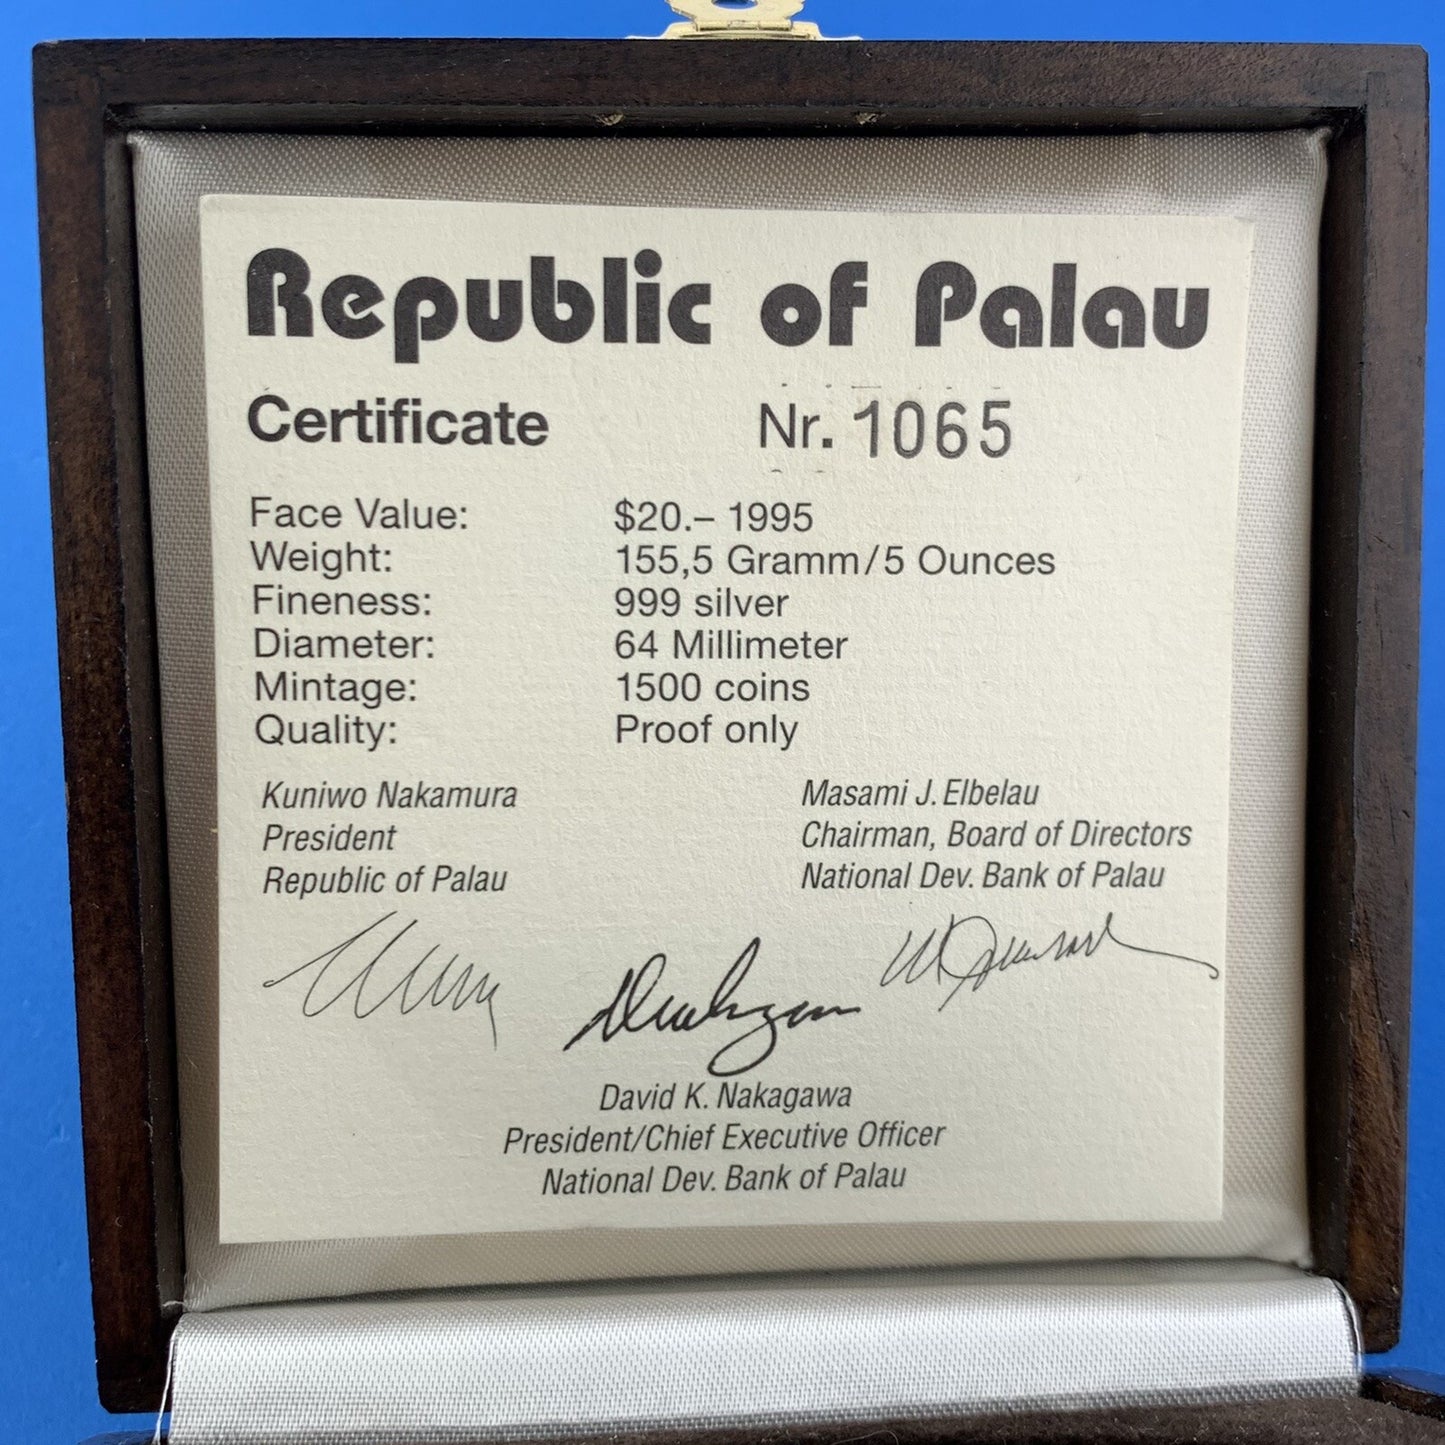 Republic of Palau
Certificate Nr. 1065
Face Value: $20.– 1995
Weight: 155,5 Gramm/5 Ounces
Fineness: 999 silver
Diameter: 64 Millimeter
Mintage: 1500 coins
Quality: Proof only
Kuniwo Nakamura
President
Republic of Palau
Masami J. Elbelau
Chairman, Board of Directors
National Dev. Bank of Palau
David K. Nakagawa
President/Chief Executive Officer
National Dev. Bank of Palau